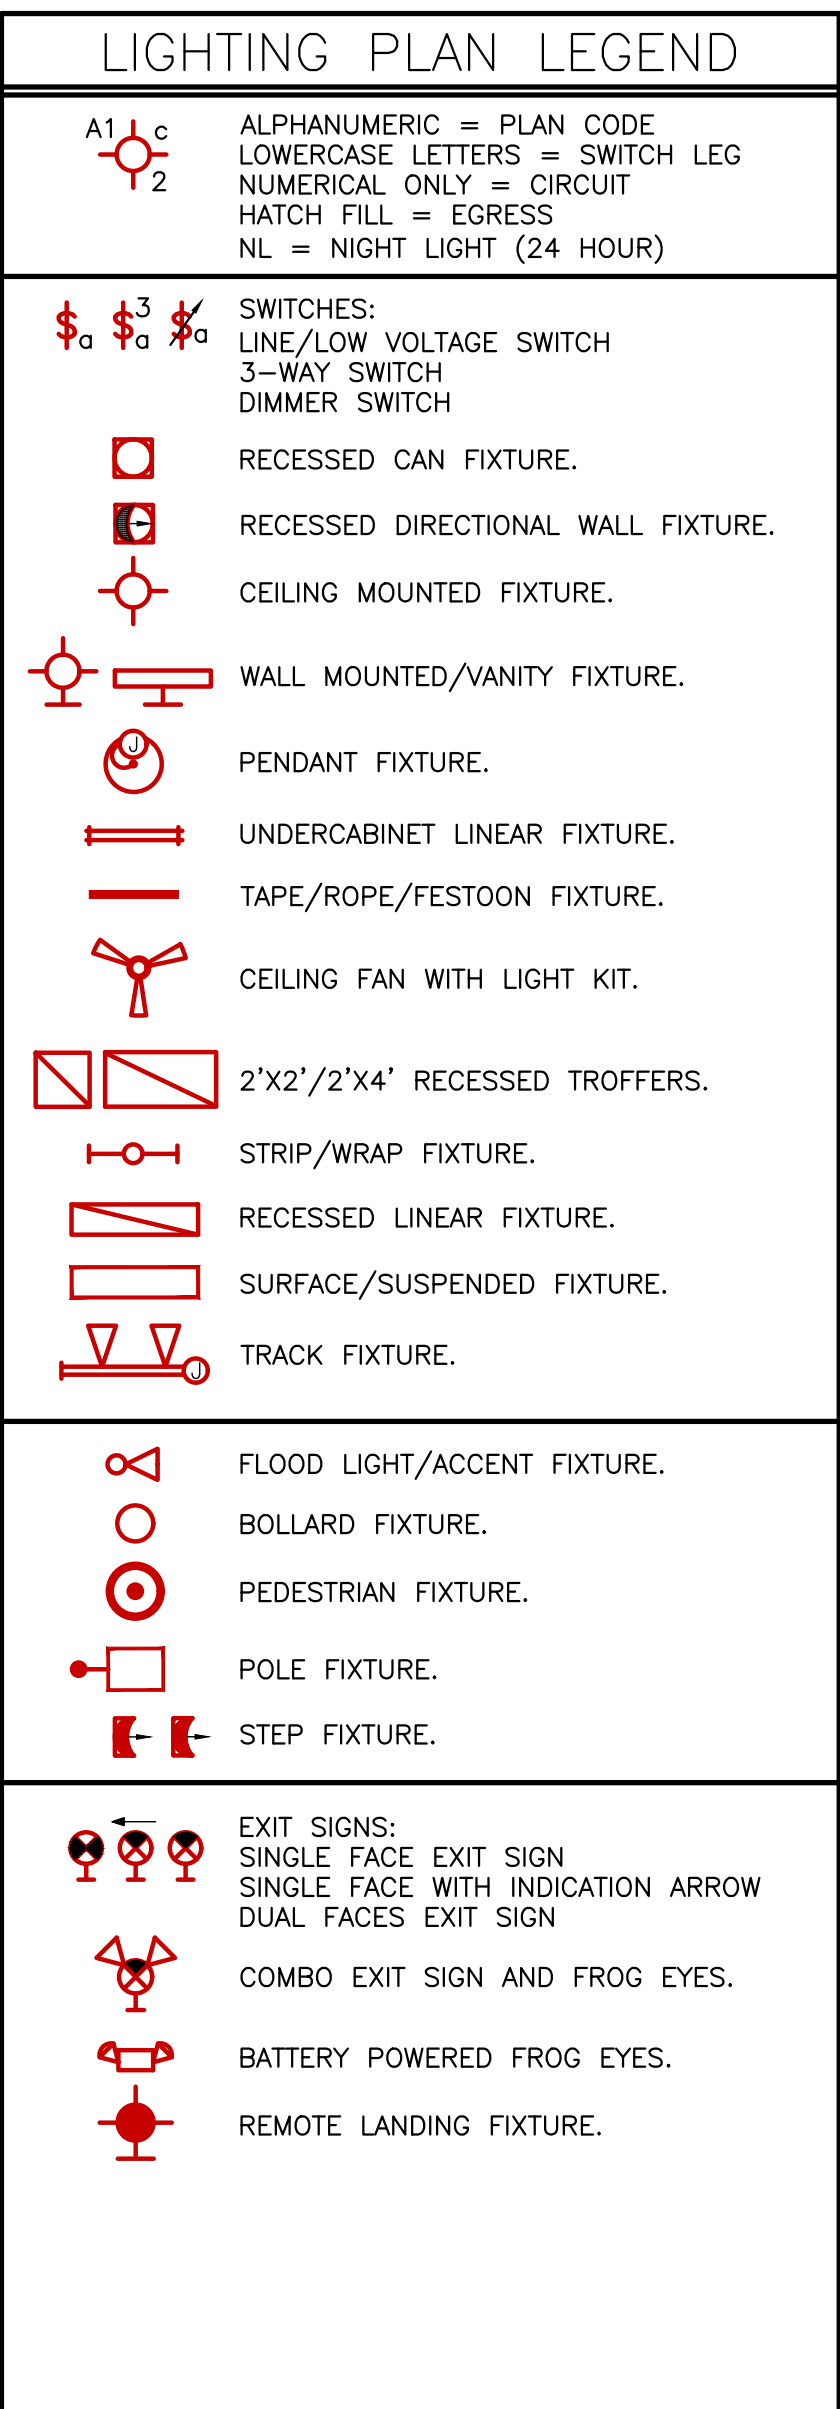 LIGHTING PLAN LEGEND
A1 c
2
ALPHANUMERIC = PLAN CODE
LOWERCASE LETTERS = SWITCH LEG
NUMERICAL ONLY = CIRCUIT
HATCH FILL = EGRESS
NL = NIGHT LIGHT (24 HOUR)
$a $3a $a
SWITCHES:
LINE/LOW VOLTAGE SWITCH
3-WAY SWITCH
DIMMER SWITCH
RECESSED CAN FIXTURE.
RECESSED DIRECTIONAL WALL FIXTURE.
CEILING MOUNTED FIXTURE.
WALL MOUNTED/VANITY FIXTURE.
J
PENDANT FIXTURE.
UNDERCABINET LINEAR FIXTURE.
TAPE/ROPE/FESTOON FIXTURE.
CEILING FAN WITH LIGHT KIT.
2'X2'/2'X4' RECESSED TROFFERS.
STRIP/WRAP FIXTURE.
RECESSED LINEAR FIXTURE.
SURFACE/SUSPENDED FIXTURE.
J
TRACK FIXTURE.
FLOOD LIGHT/ACCENT FIXTURE.
BOLLARD FIXTURE.
PEDESTRIAN FIXTURE.
POLE FIXTURE.
STEP FIXTURE.
EXIT SIGNS:
SINGLE FACE EXIT SIGN
SINGLE FACE WITH INDICATION ARROW
DUAL FACES EXIT SIGN
COMBO EXIT SIGN AND FROG EYES.
BATTERY POWERED FROG EYES.
REMOTE LANDING FIXTURE.